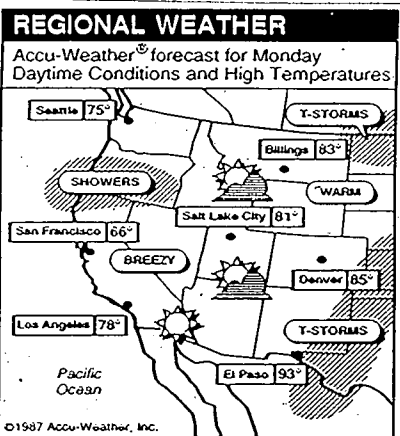 REGIONAL WEATHER
Accu-Weather® forecast for Monday
Daytime Conditions and High Temperatures
Seattle 75°
T-STORMS
Billings 83°
SHOWERS
WARM
Salt Lake City 81°
San Francisco 66°
BREEZY
Denver 85°
Los Angeles 78°
T-STORMS
El Paso 93°
Pacific
Ocean
©1987 Accu-Weather, Inc.